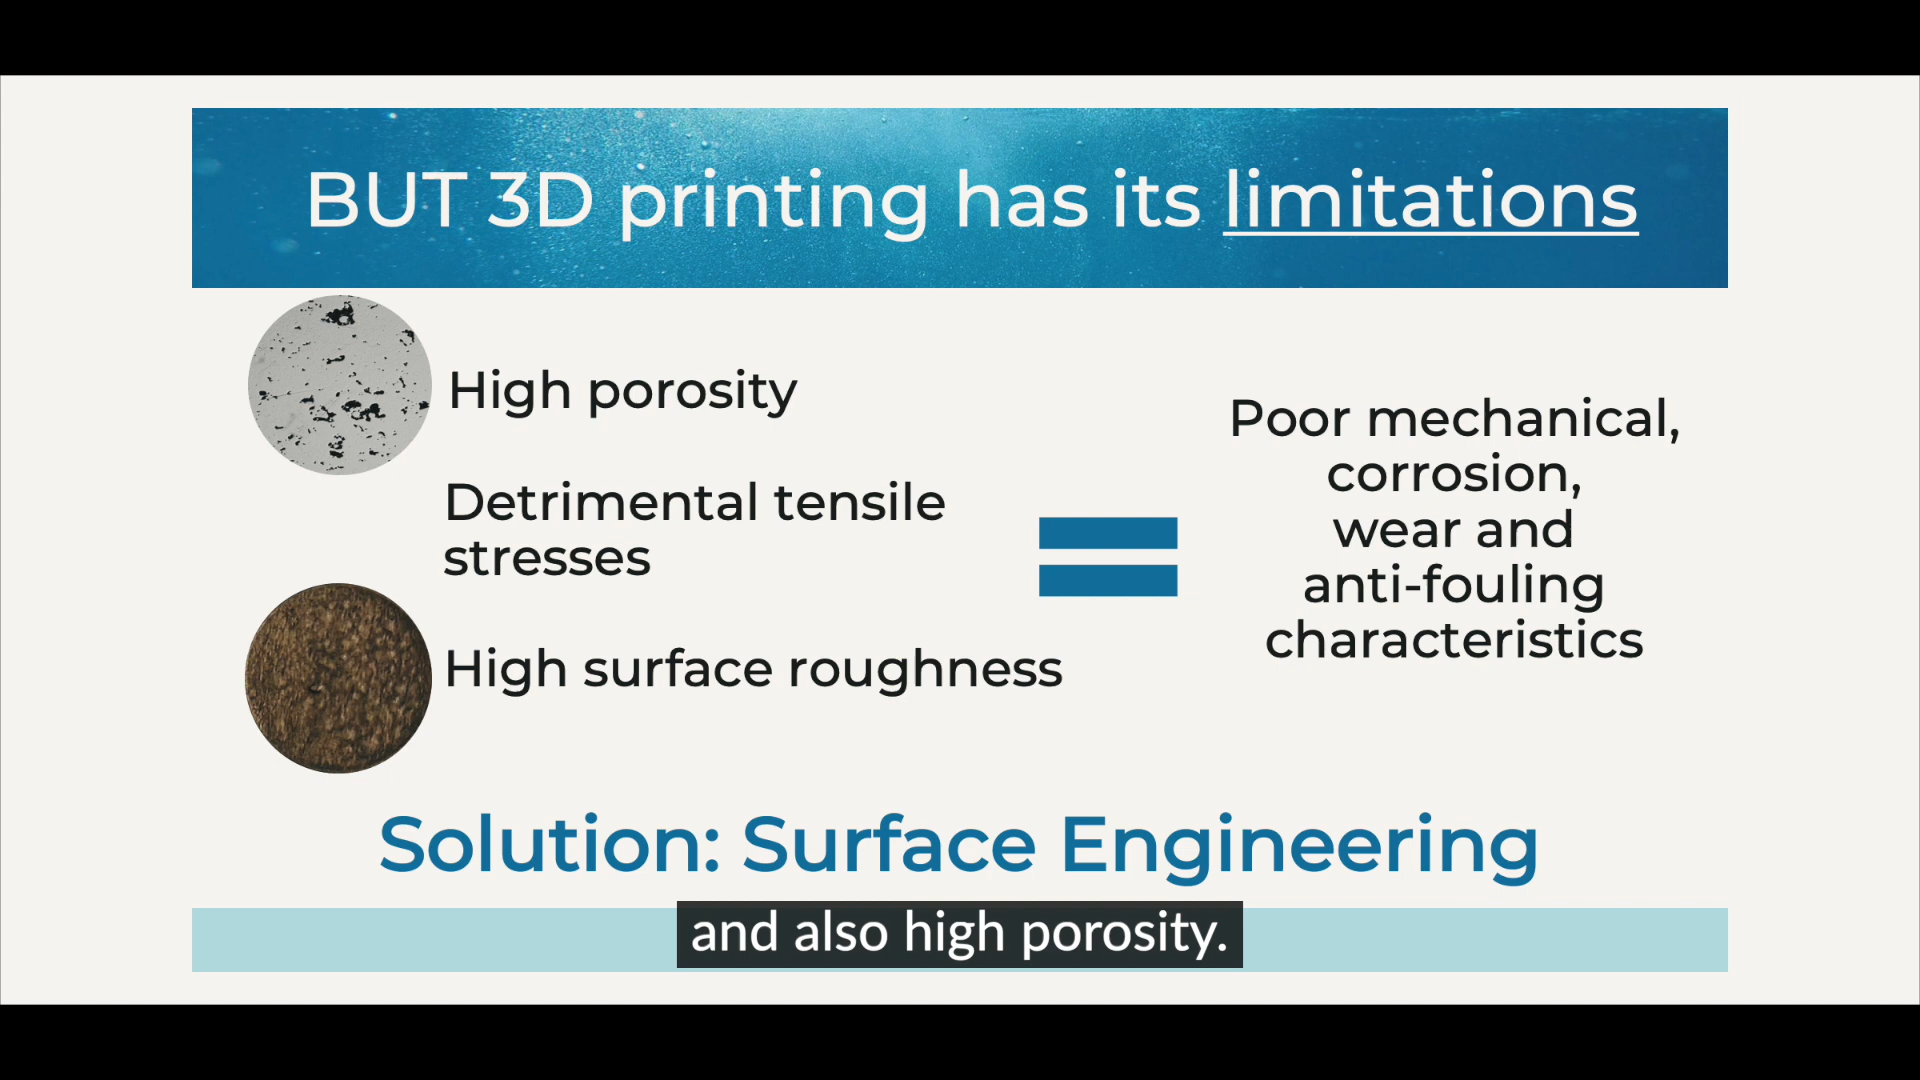 BUT 3D printing has its limitations
High porosity
Detrimental tensile
stresses
High surface roughness
Poor mechanical,
corrosion,
wear and
anti-fouling
characteristics
Solution: Surface Engineering
and also high porosity.